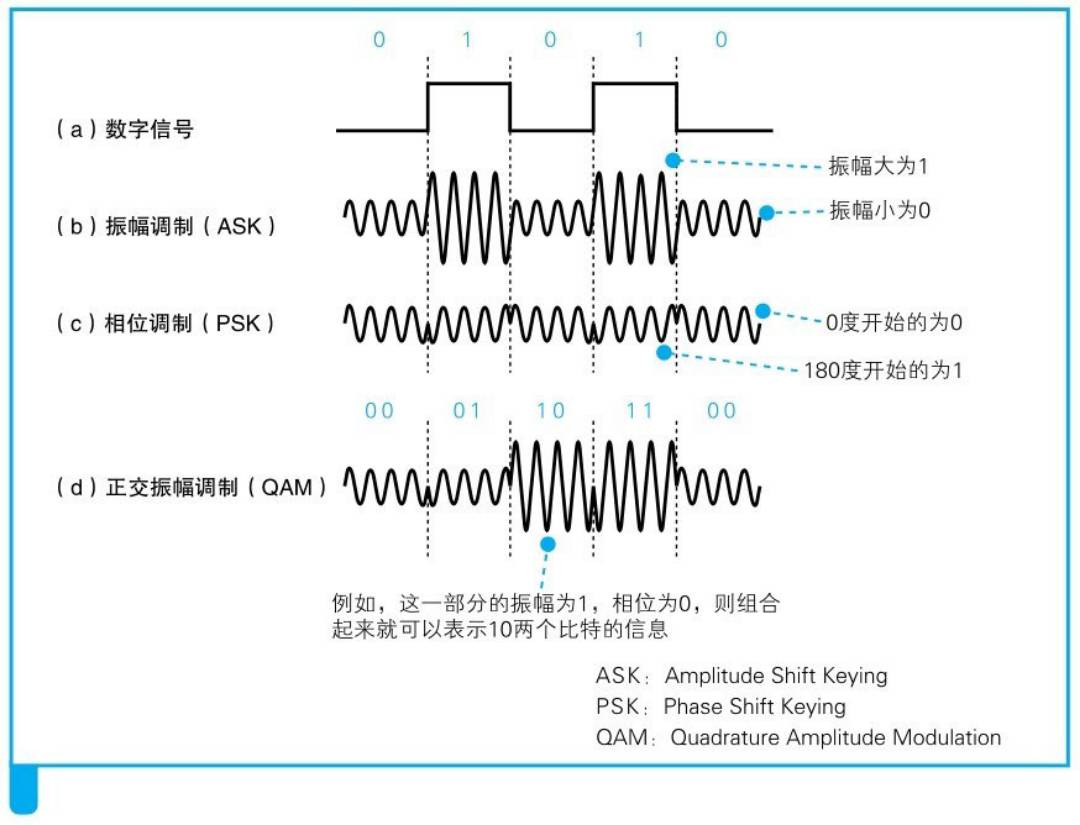 0 1 0 1 0
(a)数字信号
振幅大为1
振幅小为0
(b)振幅调制(ASK)
(c)相位调制(PSK)
0度开始的为0
180度开始的为1
00 01 10 11 00
(d)正交振幅调制(QAM)
例如，这一部分的振幅为1，相位为0，则组合
起来就可以表示10两个比特的信息
ASK：Amplitude Shift Keying
PSK：Phase Shift Keying
QAM：Quadrature Amplitude Modulation